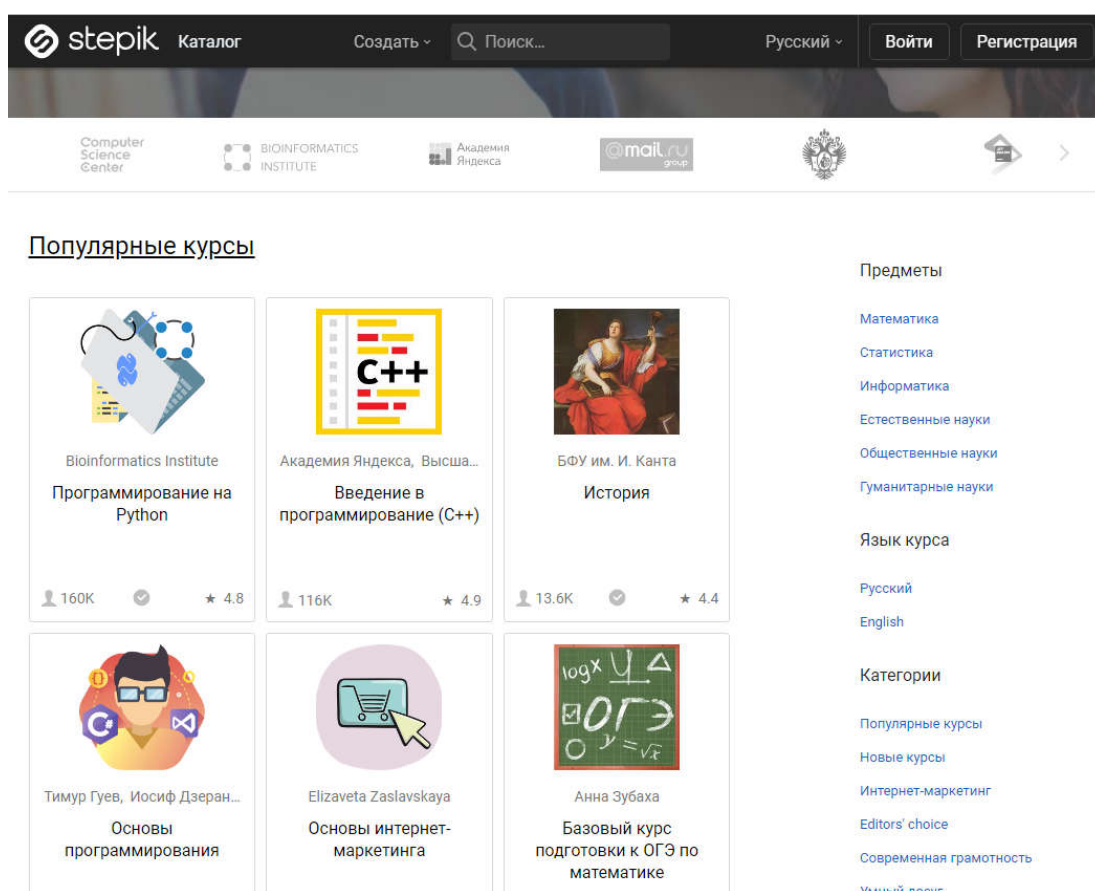 stepik Каталог Создать Поиск... Русский Войти Регистрация
Computer
Science
Center
BIOINFORMATICS
INSTITUTE
Академия
Яндекса
@mail.ru
group
Популярные курсы
C++
Bioinformatics Institute
Программирование на
Python
160K 4.8
Академия Яндекса, Высша...
Введение в
программирование (C++)
116K 4.9
БФУ им. И. Канта
История
13.6K 4.4
C#
Тимур Гуев, Иосиф Дзеран...
Основы
программирования
Elizaveta Zaslavskaya
Основы интернет-
маркетинга
logx
ОГЭ
y=√x
Анна Зубаха
Базовый курс
подготовки к ОГЭ по
математике
Предметы
Математика
Статистика
Информатика
Естественные науки
Общественные науки
Гуманитарные науки
Язык курса
Русский
English
Категории
Популярные курсы
Новые курсы
Интернет-маркетинг
Editors' choice
Современная грамотность
Умный досуг